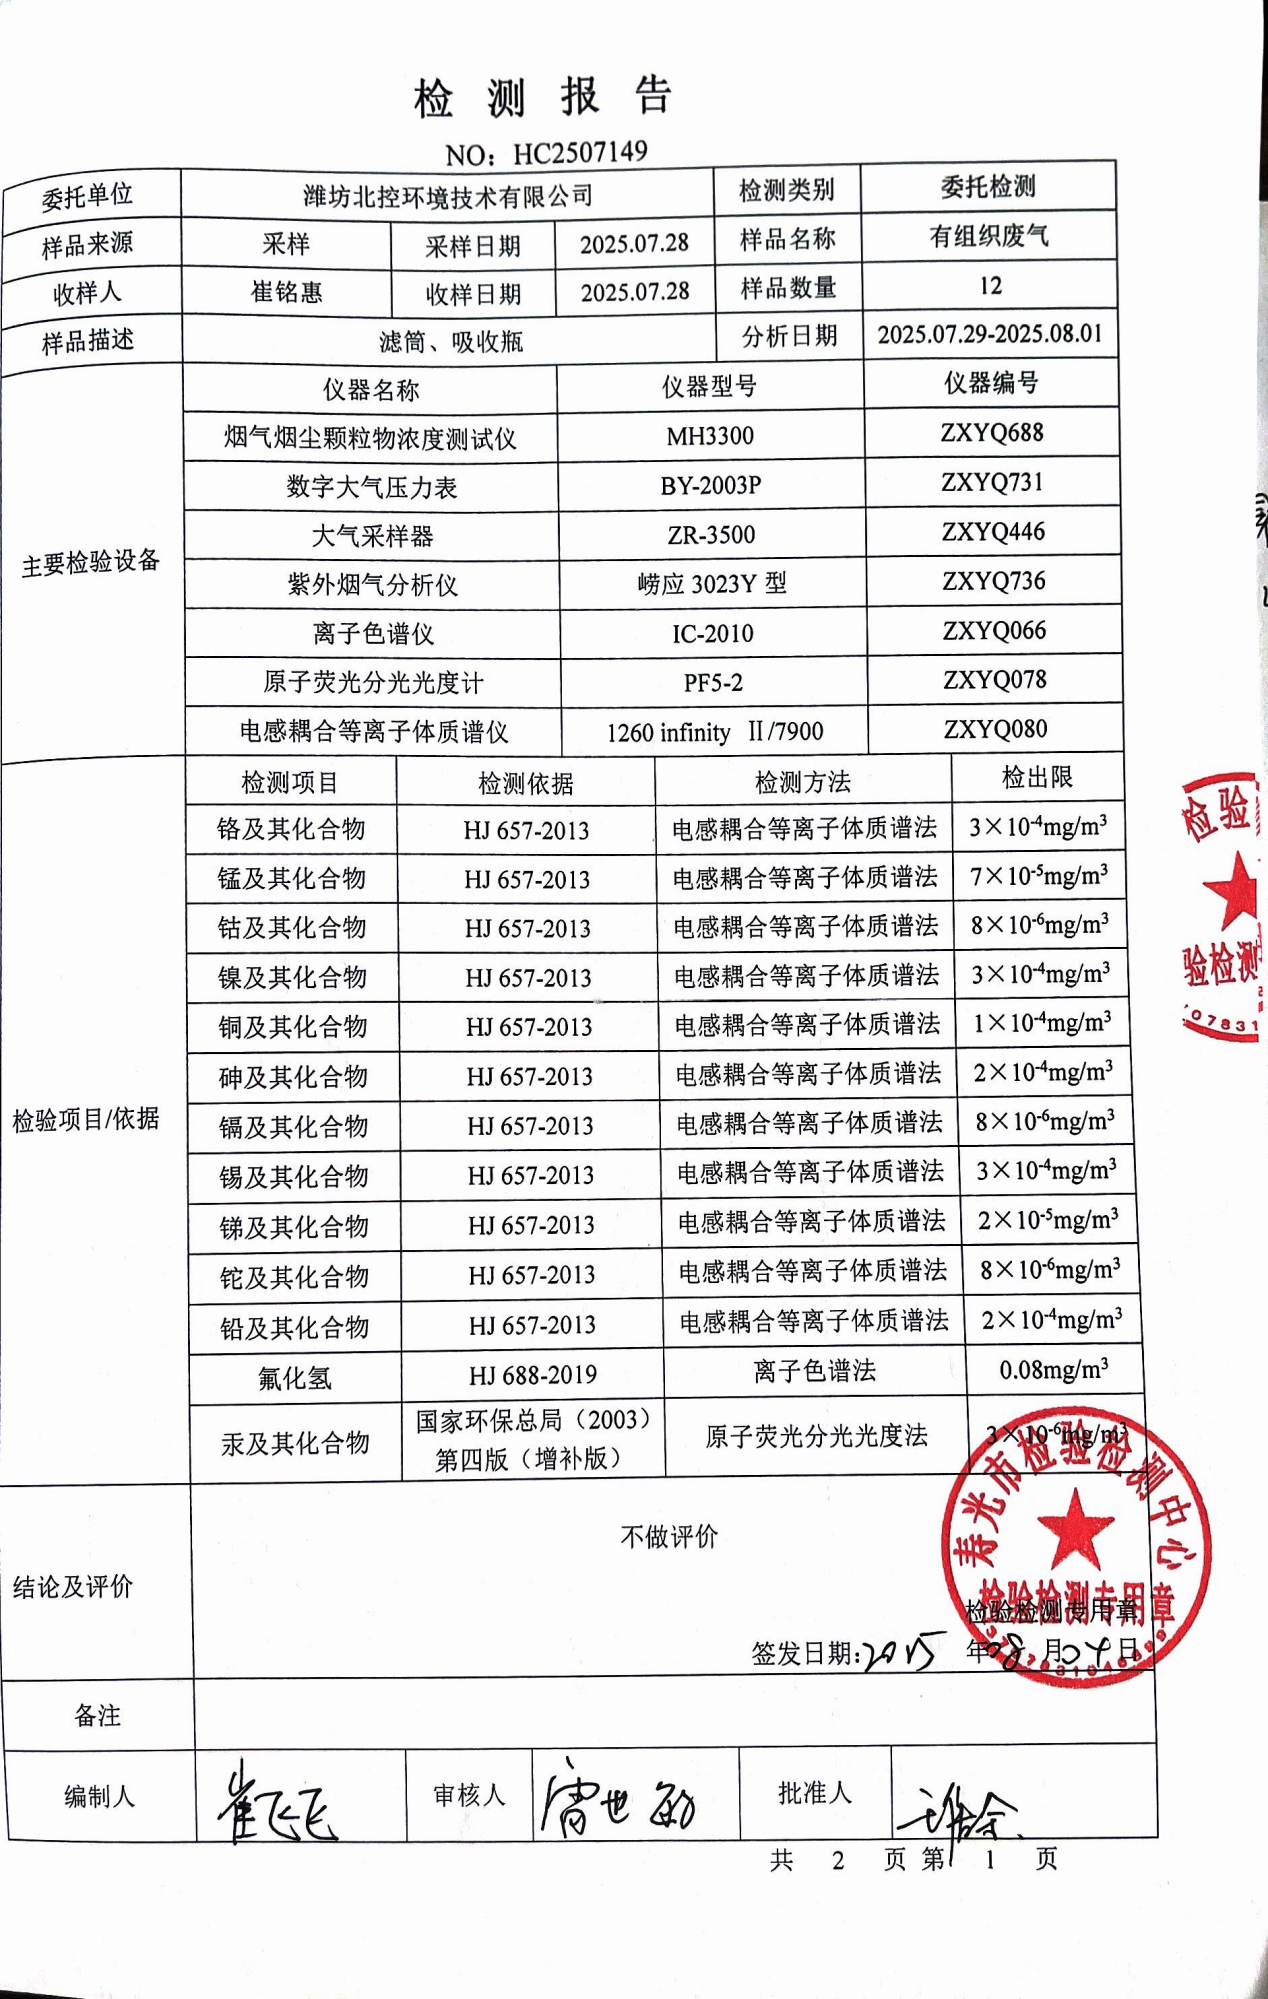 检 测 报 告
NO：HC2507149
委托单位 潍坊北控环境技术有限公司 检测类别 委托检测
样品来源 采样 采样日期 2025.07.28 样品名称 有组织废气
收样人 崔铭惠 收样日期 2025.07.28 样品数量 12
样品描述 滤筒、吸收瓶 分析日期 2025.07.29-2025.08.01
主要检验设备
仪器名称 仪器型号 仪器编号
烟气烟尘颗粒物浓度测试仪 MH3300 ZXYQ688
数字大气压力表 BY-2003P ZXYQ731
大气采样器 ZR-3500 ZXYQ446
紫外烟气分析仪 崂应 3023Y 型 ZXYQ736
离子色谱仪 IC-2010 ZXYQ066
原子荧光分光光度计 PF5-2 ZXYQ078
电感耦合等离子体质谱仪 1260 infinity Ⅱ/7900 ZXYQ080
检验项目/依据
检测项目 检测依据 检测方法 检出限
铬及其化合物 HJ 657-2013 电感耦合等离子体质谱法 3×10⁻⁴mg/m³
锰及其化合物 HJ 657-2013 电感耦合等离子体质谱法 7×10⁻⁵mg/m³
钴及其化合物 HJ 657-2013 电感耦合等离子体质谱法 8×10⁻⁶mg/m³
镍及其化合物 HJ 657-2013 电感耦合等离子体质谱法 3×10⁻⁴mg/m³
铜及其化合物 HJ 657-2013 电感耦合等离子体质谱法 1×10⁻⁴mg/m³
砷及其化合物 HJ 657-2013 电感耦合等离子体质谱法 2×10⁻⁴mg/m³
镉及其化合物 HJ 657-2013 电感耦合等离子体质谱法 8×10⁻⁶mg/m³
锡及其化合物 HJ 657-2013 电感耦合等离子体质谱法 3×10⁻⁴mg/m³
锑及其化合物 HJ 657-2013 电感耦合等离子体质谱法 2×10⁻⁵mg/m³
铊及其化合物 HJ 657-2013 电感耦合等离子体质谱法 8×10⁻⁶mg/m³
铅及其化合物 HJ 657-2013 电感耦合等离子体质谱法 2×10⁻⁴mg/m³
氟化氢 HJ 688-2019 离子色谱法 0.08mg/m³
汞及其化合物 国家环保总局（2003）第四版（增补版） 原子荧光分光光度法 3×10⁻⁶mg/m³
结论及评价 不做评价
寿光市检验检测中心
检验检测专用章
检验检测专用章
签发日期:2025 年 08 月 04 日
备注
编制人 崔飞飞 审核人 批准人
共 2 页 第 1 页
检验
验检测
07831